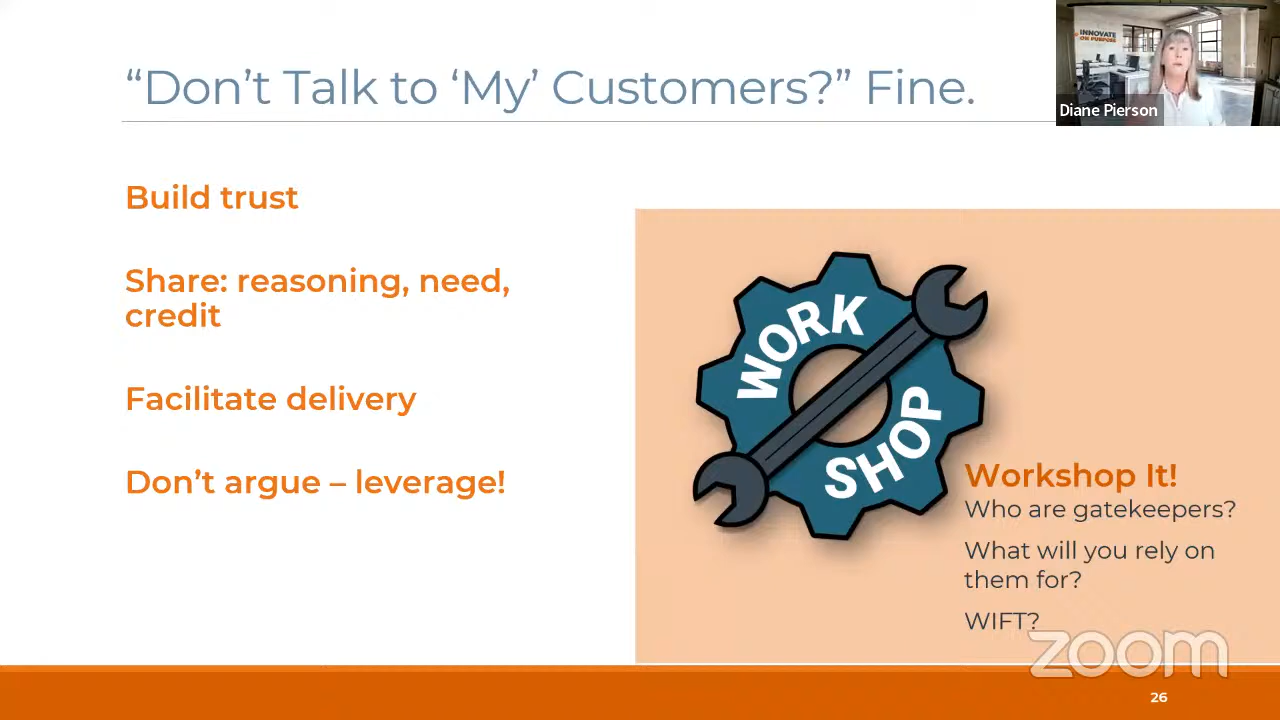 “Don’t Talk to ‘My’ Customers?” Fine.
INNOVATE
ON PURPOSE
Diane Pierson
Build trust
Share: reasoning, need,
credit
Facilitate delivery
Don’t argue – leverage!
WORK
SHOP
Workshop It!
Who are gatekeepers?
What will you rely on
them for?
WIFT?
zoom
26